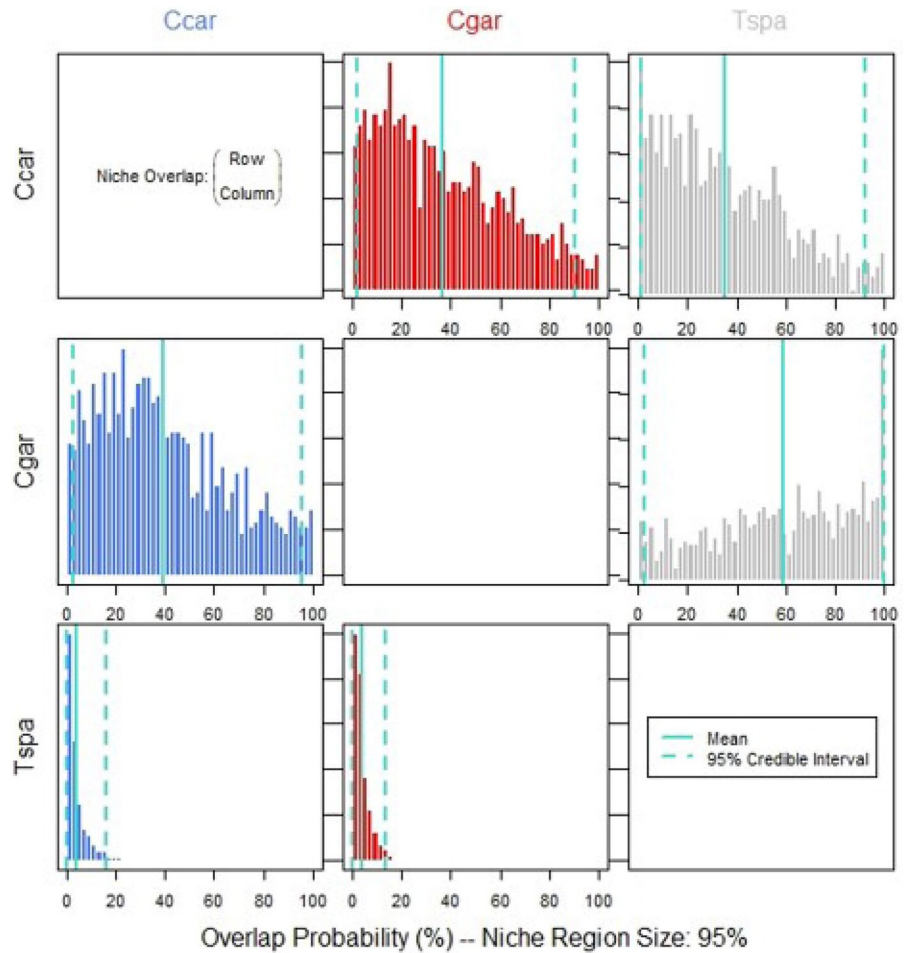 Ccar Cgar Tspa
Ccar
Niche Overlap: (Row
Column)
0 20 40 60 80 100 0 20 40 60 80 100
Cgar
0 20 40 60 80 100 0 20 40 60 80 100
Tspa
Mean
95% Credible Interval
0 20 40 60 80 100 0 20 40 60 80 100
Overlap Probability (%) -- Niche Region Size: 95%